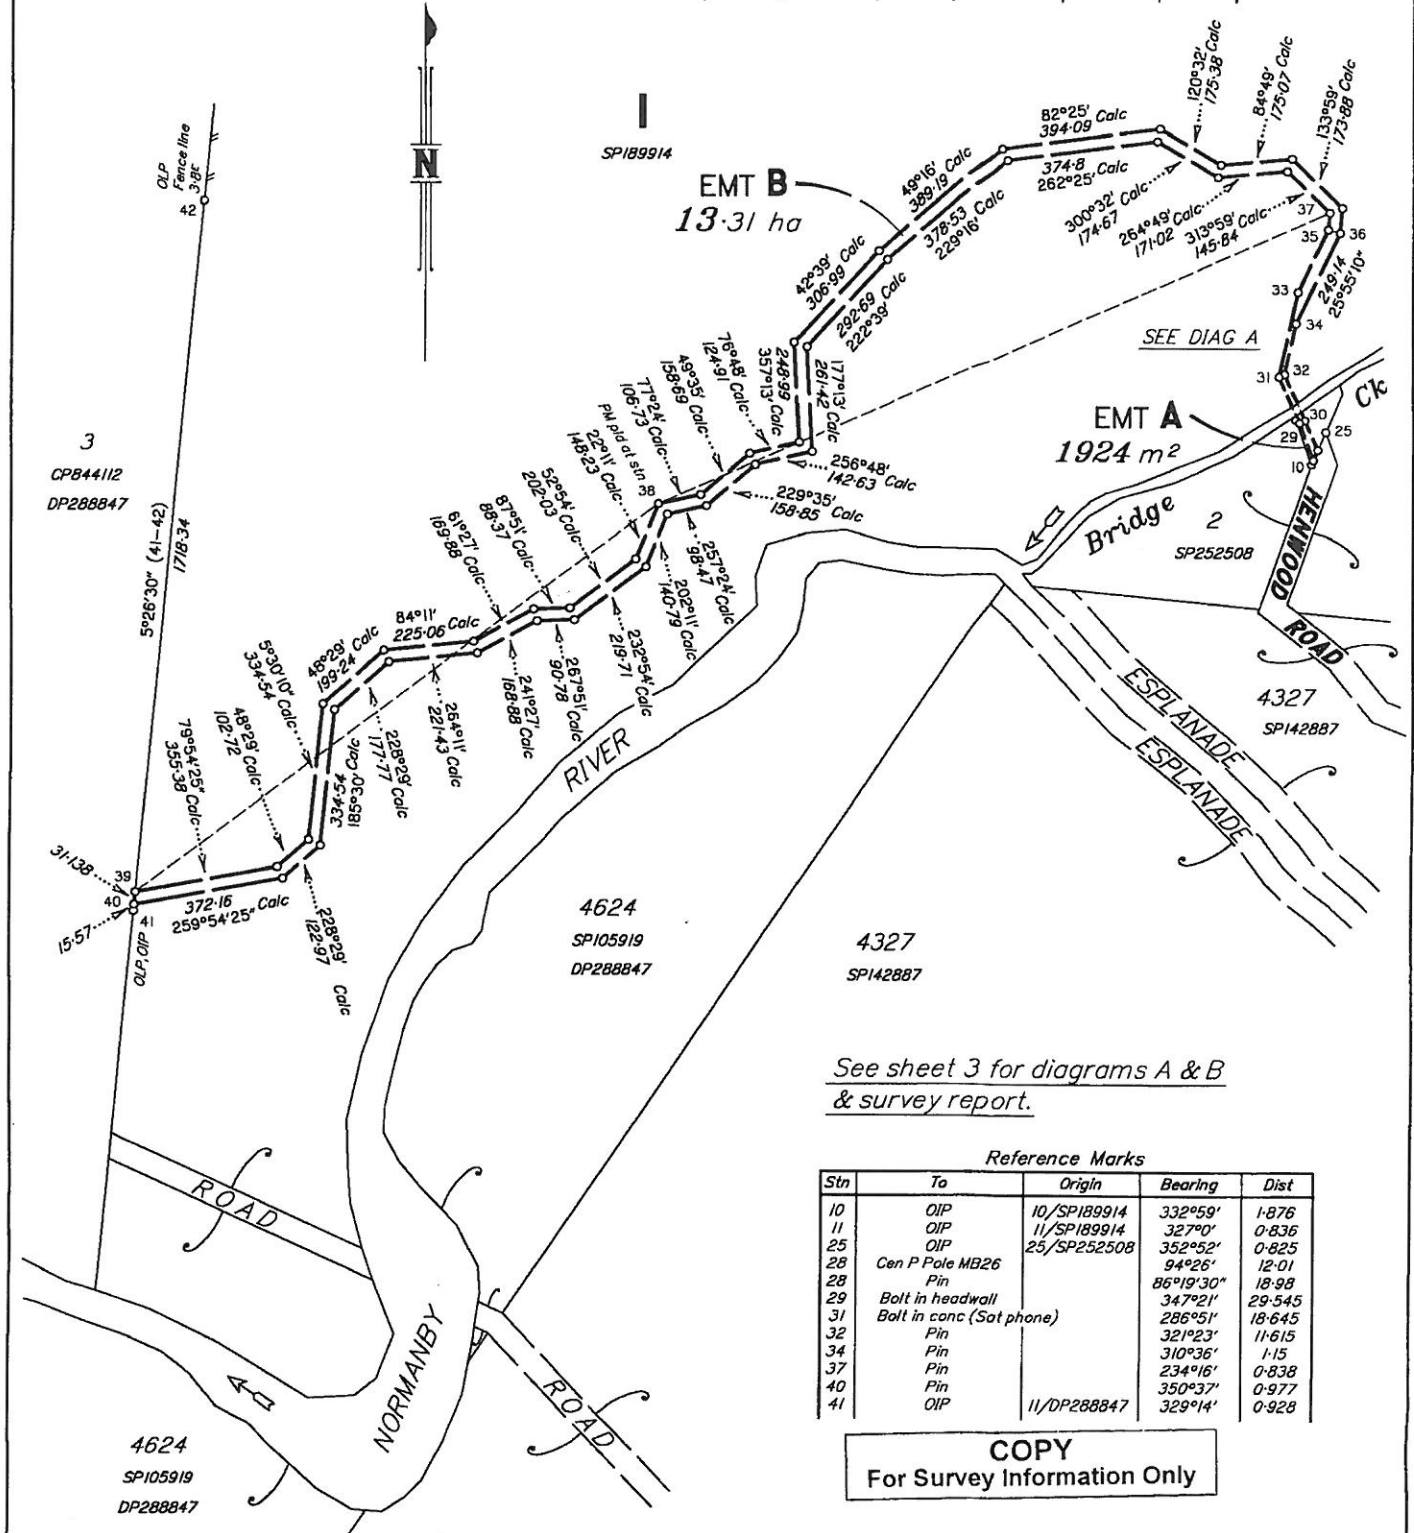 N
1
SP189914
EMT B
13·31 ha
OLP
Fence line
3·8E
42
82°25' Calc
394·09
374·8 Calc
262°25'
120°32' Calc
175·38
84°49' Calc
175·07
133°59' Calc
173·88
49°16' Calc
389·19
378·53 Calc
229°16'
300°32' Calc
174·67
264°49' Calc
171·02
313°59' Calc
145·84
37
35
36
249·14
25°55'10"
33
34
SEE DIAG A
31
32
42°39' Calc
306·99
292·69 Calc
222°39'
248·99
357°13' Calc
177°13' Calc
261·42
76°48' Calc
124·91
49°35' Calc
158·69
77°24' Calc
106·73
PM pld at stn
38
22°11' Calc
148·23
52°54' Calc
202·03
87°51' Calc
88·37
61°27' Calc
169·88
EMT A
1924 m²
30
29
25
10
Ck
Bridge
HENWOOD
ROAD
2
SP252508
3
CP844112
DP288847
5°26'30" (41-42)
1718·34
256°48' Calc
142·63
229°35' Calc
158·85
257°24' Calc
98·47
202°11' Calc
140·79
232°54' Calc
219·71
267°51' Calc
90·78
241°27' Calc
168·88
84°11'
225·06 Calc
264°11' Calc
221·43
48°29' Calc
199·24
228°29' Calc
177·77
5°30'10" Calc
334·54
334·54
185°30' Calc
48°29' Calc
102·72
79°54'25" Calc
355·38
31·138
39
40
41
15·57
OLP, OIP
372·16
259°54'25" Calc
228°29' Calc
122·97
RIVER
ESPLANADE
ESPLANADE
4327
SP142887
4624
SP105919
DP288847
4327
SP142887
See sheet 3 for diagrams A & B
& survey report.
Reference Marks
Stn To Origin Bearing Dist
10 OIP 10/SP189914 332°59' 1·876
11 OIP 11/SP189914 327°0' 0·836
25 OIP 25/SP252508 352°52' 0·825
28 Cen P Pole MB26 94°26' 12·01
28 Pin 86°19'30" 18·98
29 Bolt in headwall 347°21' 29·545
31 Bolt in conc (Sat phone) 286°51' 18·645
32 Pin 321°23' 11·615
34 Pin 310°36' 1·15
37 Pin 234°16' 0·838
40 Pin 350°37' 0·977
41 OIP 11/DP288847 329°14' 0·928
ROAD
NORMANBY
ROAD
4624
SP105919
DP288847
COPY
For Survey Information Only